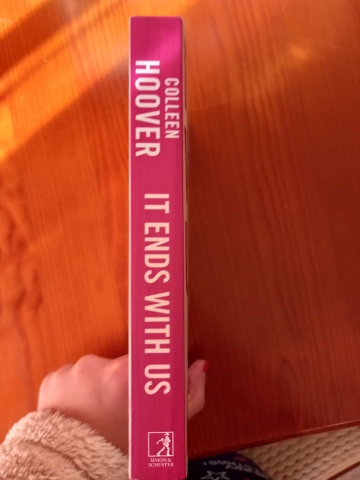 COLLEEN
HOOVER
IT ENDS WITH US
SIMON &
SCHUSTER